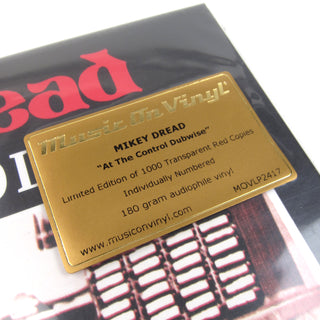 ead
Music On Vinyl
MIKEY DREAD
"At The Control Dubwise"
Limited Edition of 1000 Transparent Red Copies
Individually Numbered
180 gram audiophile vinyl
MOVLP2417
www.musiconvinyl.com